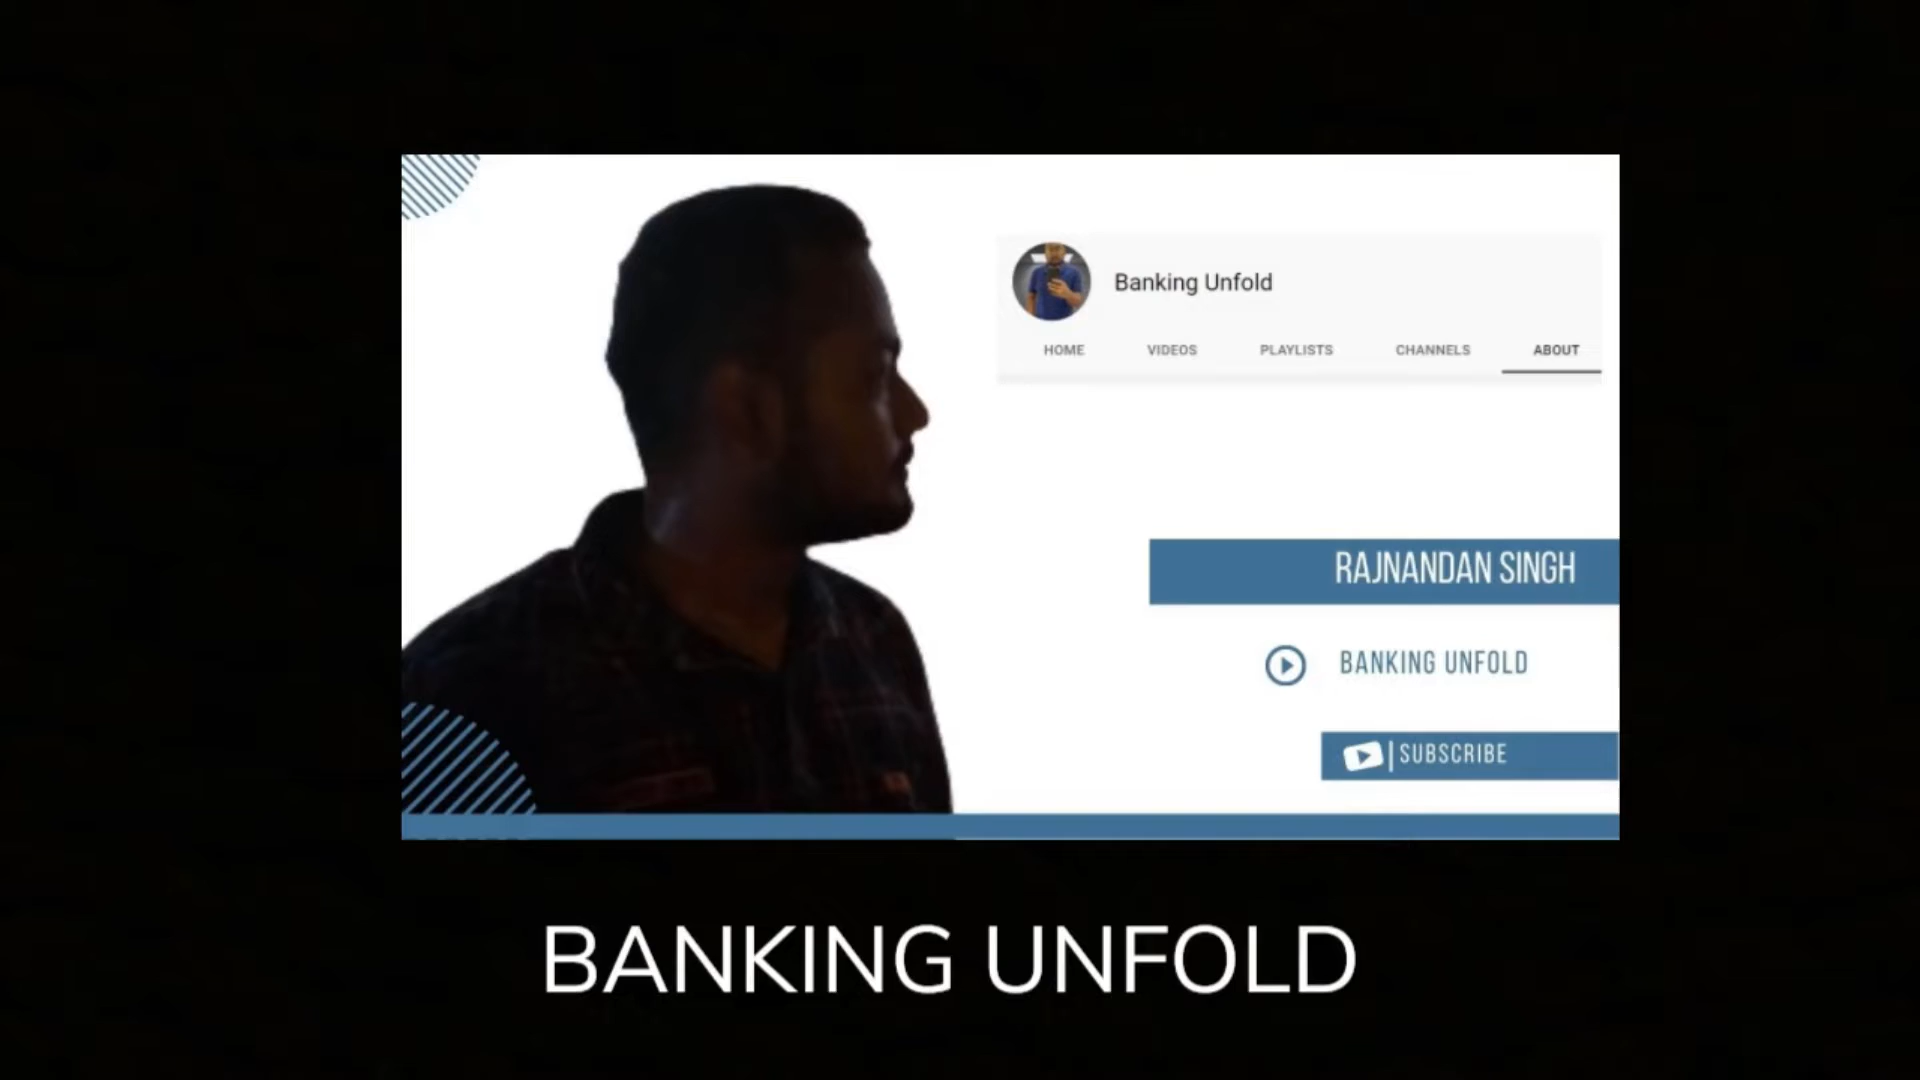 Banking Unfold
HOME VIDEOS PLAYLISTS CHANNELS ABOUT
RAJNANDAN SINGH
BANKING UNFOLD
SUBSCRIBE
BANKING UNFOLD